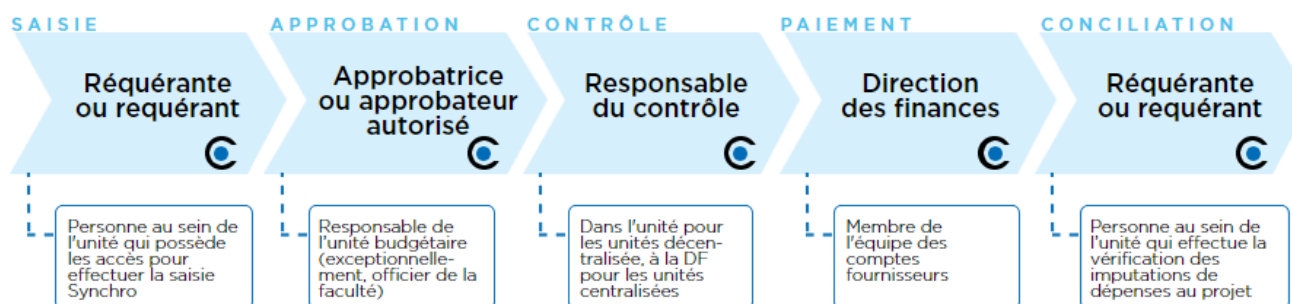 SAISIE
APPROBATION
CONTRÔLE
PAIEMENT
CONCILIATION
Réquérante
ou requérant
Approbatrice
ou approbateur
autorisé
Responsable
du contrôle
Direction
des finances
Réquérante
ou requérant
Personne au sein de
l'unité qui possède
les accès pour
effectuer la saisie
Synchro
Responsable de
l'unité budgétaire
(exceptionnelle-
ment, officier de la
faculté)
Dans l'unité pour
les unités décen-
tralisée, à la DF
pour les unités
centralisées
Membre de
l'équipe des
comptes
fournisseurs
Personne au sein de
l'unité qui effectue la
vérification des
imputations de
dépenses au projet